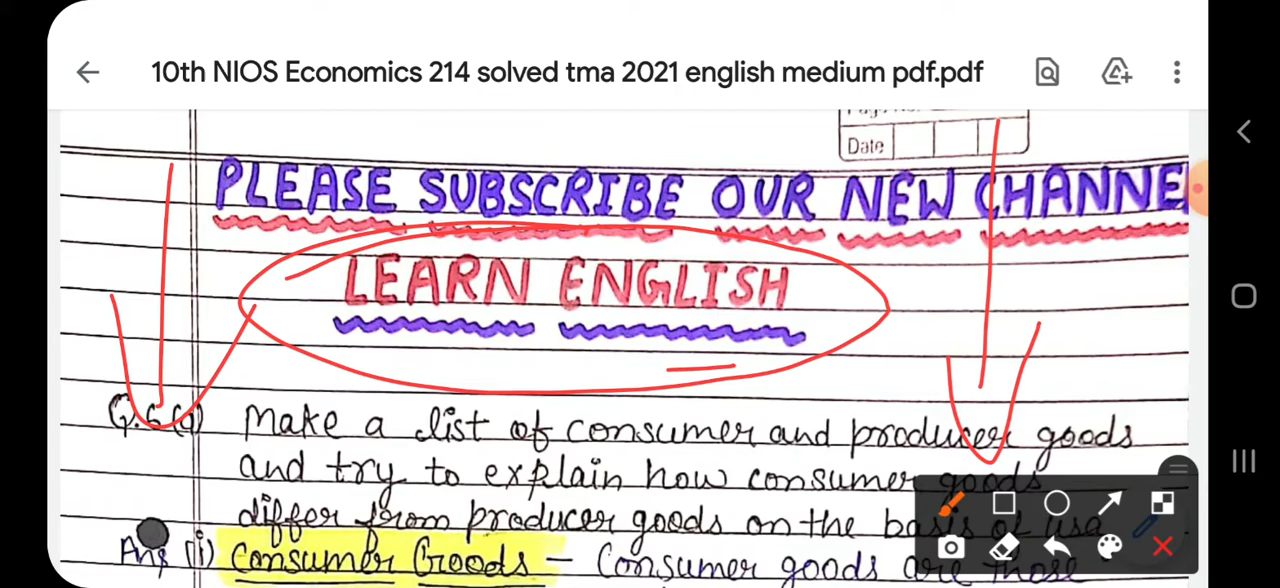 10th NIOS Economics 214 solved tma 2021 english medium pdf.pdf
Date
PLEASE SUBSCRIBE OUR NEW CHANNE
LEARN ENGLISH
Q.6(a) Make a list of consumer and producer goods
and try to explain how consumer goods
differ from producer goods on the basis of use
Ans (i) Consumer Goods - Consumer goods are those